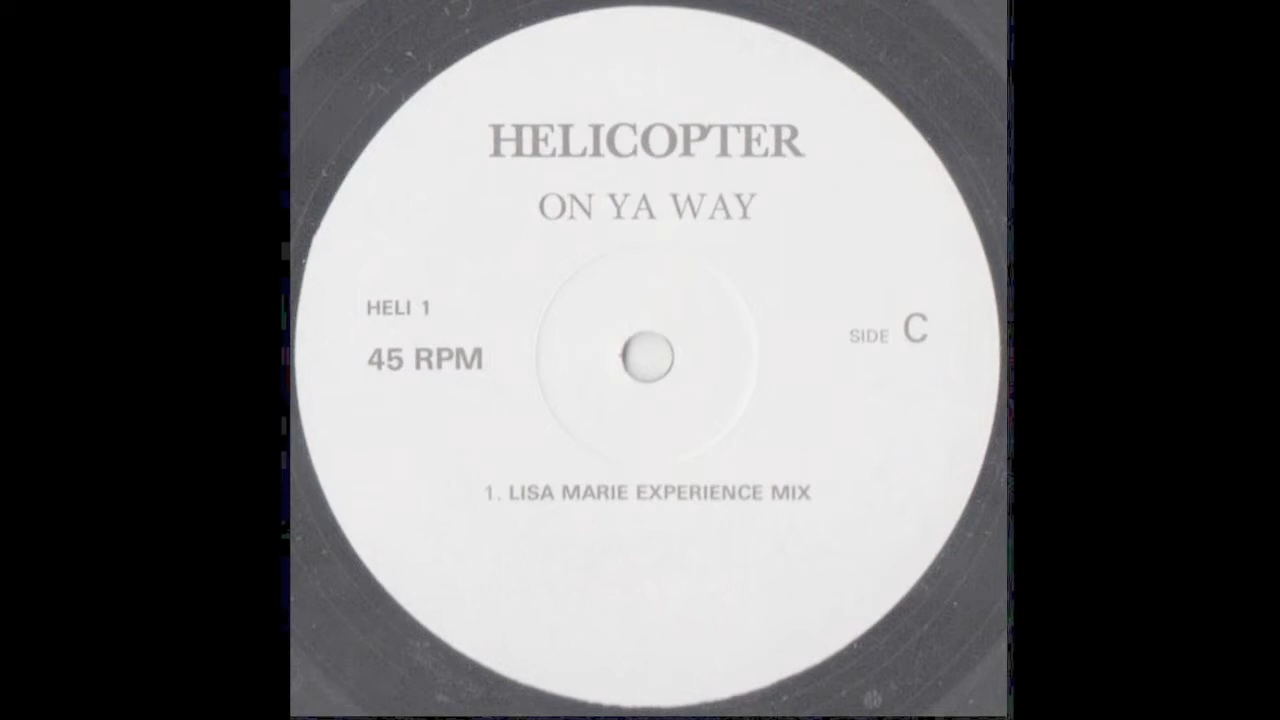 HELICOPTER
ON YA WAY
HELI 1
45 RPM
SIDE C
1. LISA MARIE EXPERIENCE MIX